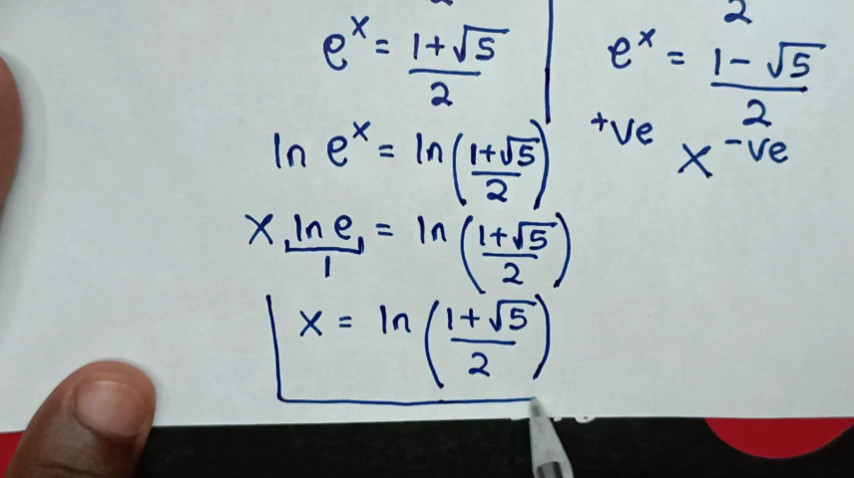 e^x = (1+√5)/2
ln e^x = ln((1+√5)/2)
x ln e = ln((1+√5)/2)
1
x = ln((1+√5)/2)
2
e^x = (1-√5)/2
+ve x -ve